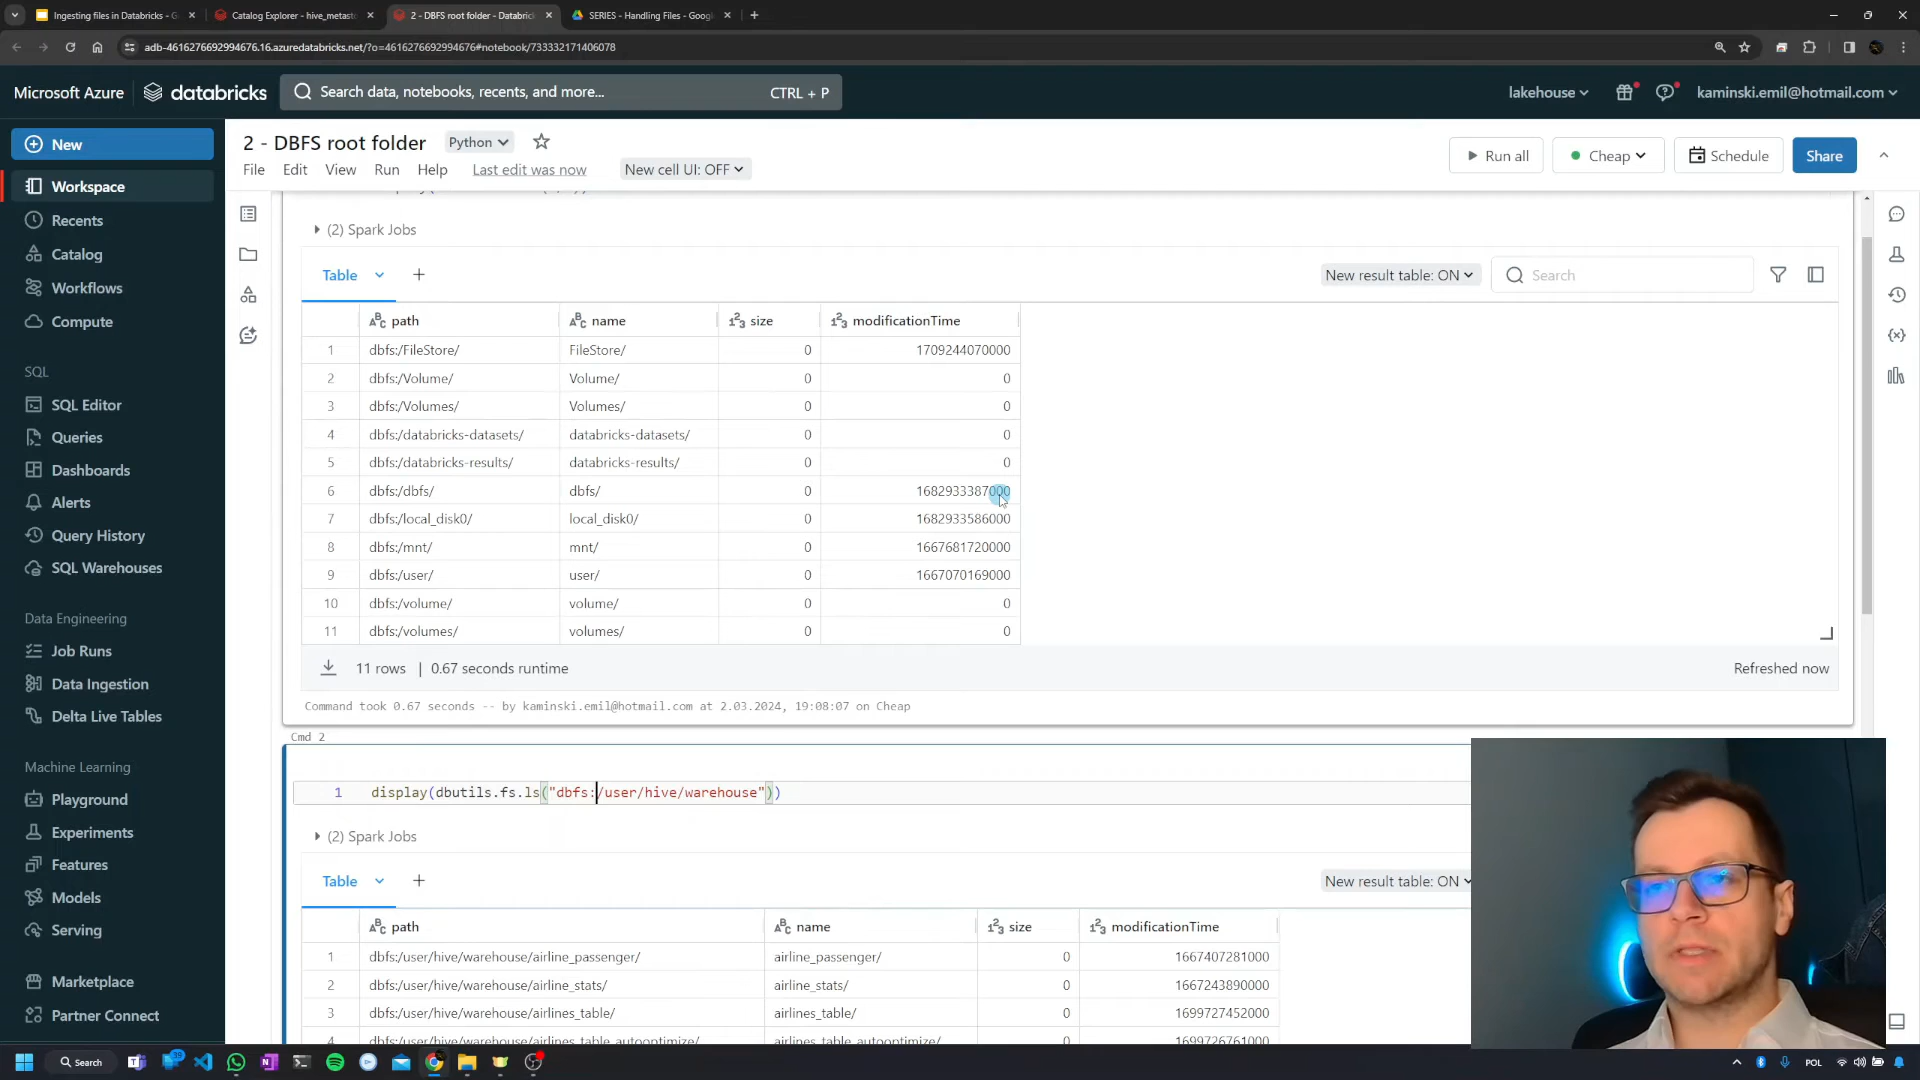 Ingesting files in Databricks - G
Catalog Explorer - hive_metast
2 - DBFS root folder - Databric
SERIES - Handling Files - Goog
adb-4616276692994676.16.azuredatabricks.net/?o=4616276692994676#notebook/733332171406078
Microsoft Azure databricks
Search data, notebooks, recents, and more... CTRL + P
lakehouse
kaminski.emil@hotmail.com
New
Workspace
Recents
Catalog
Workflows
Compute
SQL
SQL Editor
Queries
Dashboards
Alerts
Query History
SQL Warehouses
Data Engineering
Job Runs
Data Ingestion
Delta Live Tables
Machine Learning
Playground
Experiments
Features
Models
Serving
Marketplace
Partner Connect
2 - DBFS root folder Python
File Edit View Run Help Last edit was now New cell UI: OFF
Run all Cheap Schedule Share
(2) Spark Jobs
Table + New result table: ON Search
path name size modificationTime
1 dbfs:/FileStore/ FileStore/ 0 1709244070000
2 dbfs:/Volume/ Volume/ 0 0
3 dbfs:/Volumes/ Volumes/ 0 0
4 dbfs:/databricks-datasets/ databricks-datasets/ 0 0
5 dbfs:/databricks-results/ databricks-results/ 0 0
6 dbfs:/dbfs/ dbfs/ 0 1682933387000
7 dbfs:/local_disk0/ local_disk0/ 0 1682933586000
8 dbfs:/mnt/ mnt/ 0 1667681720000
9 dbfs:/user/ user/ 0 1667070169000
10 dbfs:/volume/ volume/ 0 0
11 dbfs:/volumes/ volumes/ 0 0
11 rows | 0.67 seconds runtime Refreshed now
Command took 0.67 seconds -- by kaminski.emil@hotmail.com at 2.03.2024, 19:08:07 on Cheap
Cmd 2
1 display(dbutils.fs.ls("dbfs:/user/hive/warehouse"))
(2) Spark Jobs
Table + New result table: ON
path name size modificationTime
1 dbfs:/user/hive/warehouse/airline_passenger/ airline_passenger/ 0 1667407281000
2 dbfs:/user/hive/warehouse/airline_stats/ airline_stats/ 0 1667243890000
3 dbfs:/user/hive/warehouse/airlines_table/ airlines_table/ 0 1699727452000
4 dbfs:/user/hive/warehouse/airlines_table_autooptimize/ airlines_table_autooptimize/ 0 1699726761000
Search
POL